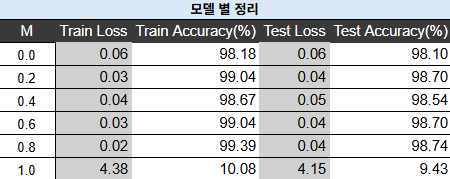 모델 별 정리
M Train Loss Train Accuracy(%) Test Loss Test Accuracy(%)
0.0 0.06 98.18 0.06 98.10
0.2 0.03 99.04 0.04 98.70
0.4 0.04 98.67 0.05 98.54
0.6 0.03 99.04 0.04 98.70
0.8 0.02 99.39 0.04 98.74
1.0 4.38 10.08 4.15 9.43